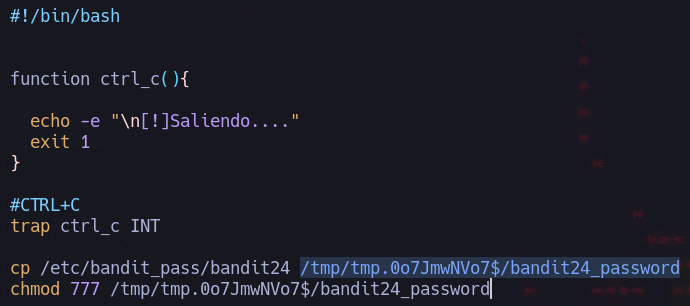 #!/bin/bash
function ctrl_c(){
echo -e "\n[!]Saliendo...."
exit 1
}
#CTRL+C
trap ctrl_c INT
cp /etc/bandit_pass/bandit24 /tmp/tmp.0o7JmwNVo7$/bandit24_password
chmod 777 /tmp/tmp.0o7JmwNVo7$/bandit24_password